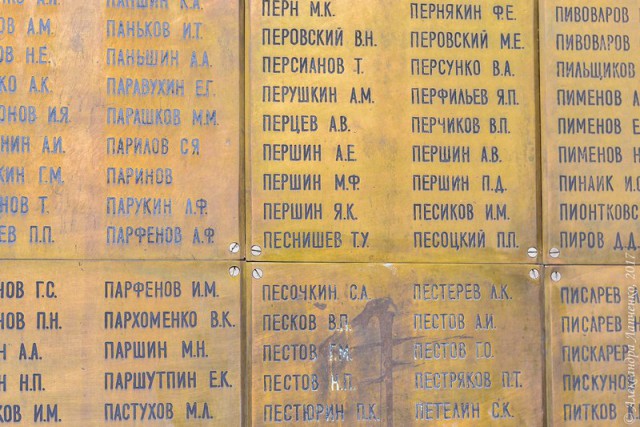 А.М.
Н.Е.
А.К.
И.Я.
А.И.
Г.М.
Т.
П.П.
ПАНЬКОВ И.Т.
ПАНЬШИН А.А.
ПАРАВУХИН Е.Г.
ПАРАШКОВ М.М.
ПАРИЛОВ С.Я.
ПАРИНОВ
ПАРУКИН Л.Ф.
ПАРФЕНОВ А.Ф.
ПЕРН М.К.
ПЕРОВСКИЙ В.Н.
ПЕРСИАНОВ Т.
ПЕРУШКИН А.М.
ПЕРЦЕВ А.В.
ПЕРШИН А.Е.
ПЕРШИН М.Ф.
ПЕРШИН Я.К.
ПЕСНИШЕВ Т.У.
ПЕРНЯКИН Ф.Е.
ПЕРОВСКИЙ М.Е.
ПЕРСУНКО В.А.
ПЕРФИЛЬЕВ Я.П.
ПЕРЧИКОВ В.П.
ПЕРШИН А.В.
ПЕРШИН П.Д.
ПЕСИКОВ И.М.
ПЕСОЦКИЙ П.П.
ПИВОВАРОВ
ПИВОВАРОВ
ПИЛЬЩИКОВ
ПИМЕНОВ
ПИМЕНОВ Е
ПИМЕНОВ
ПИНАИК И.
ПИОНТКОВС
ПИРОВ Д.Д.
Г.С.
П.Н.
А.Л.
Н.П.
И.М.
ПАРФЕНОВ И.М.
ПАРХОМЕНКО В.К.
ПАРШИН М.Н.
ПАРШУТПИН Е.К.
ПАСТУХОВ М.Л.
ПЕСОЧКИН С.А.
ПЕСКОВ В.П.
ПЕСТОВ Г.М.
ПЕСТОВ
ПЕСТЮРИН П.К.
ПЕСТЕРЕВ А.К.
ПЕСТОВ А.И.
ПЕСТОВ Г.О.
ПЕСТРЯКОВ П.Т.
ПЕТЕЛИН С.К.
ПИСАРЕВ
ПИСАРЕВ
ПИСКАРЕВ
ПИСКУНО
ПИТКОВ